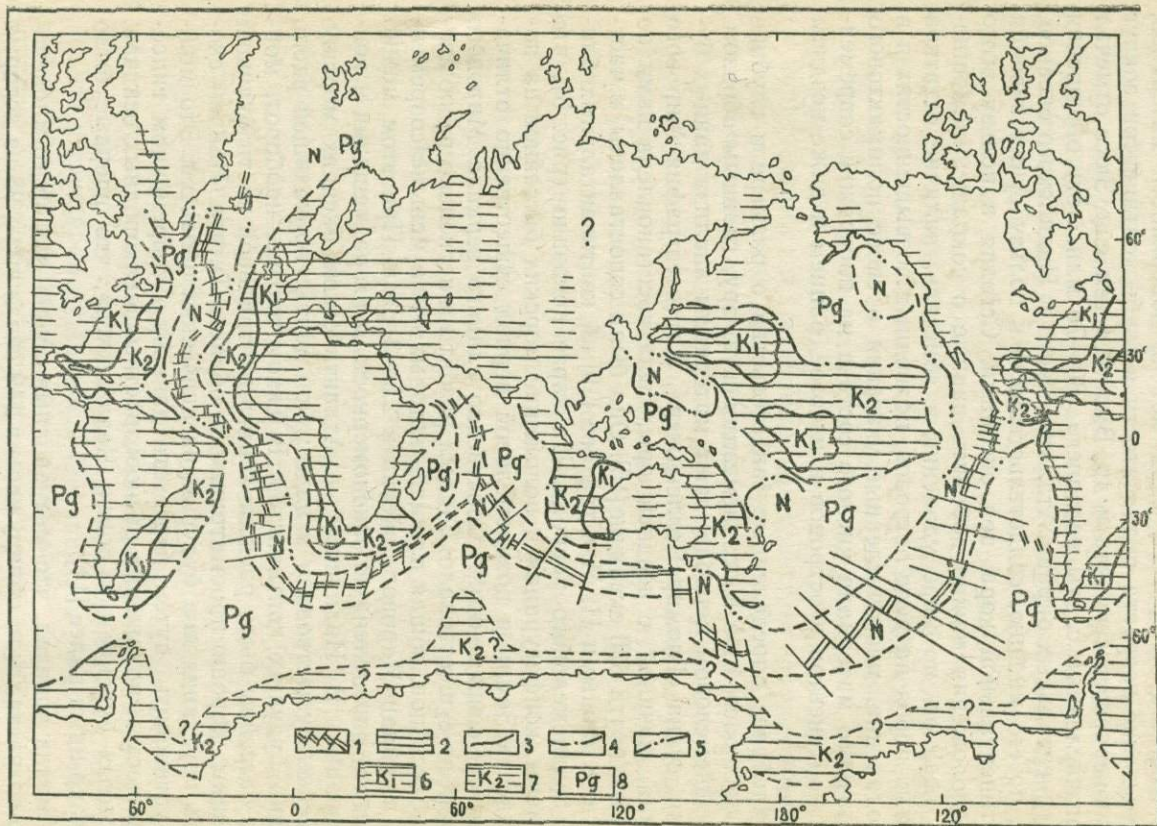 N Pg
?
60°
Pg N Pg
K₁ N K₁ K₁
K₂ K₂ K₁ 30°
N K₂ K₂
Pg K₂
K₁ 0
Pg Pg
K₁
Pg K₂ N K₂ N Pg N
K₁ N K₁ K₂ K₂ 30°
K₁ Pg N K₁
Pg N Pg
K₂? 60°
? ? ? ?
? K₂ K₂
1 2 3 4 5
K₁ 6 K₂ 7 Pg 8
60° 0 60° 120 180° 120°